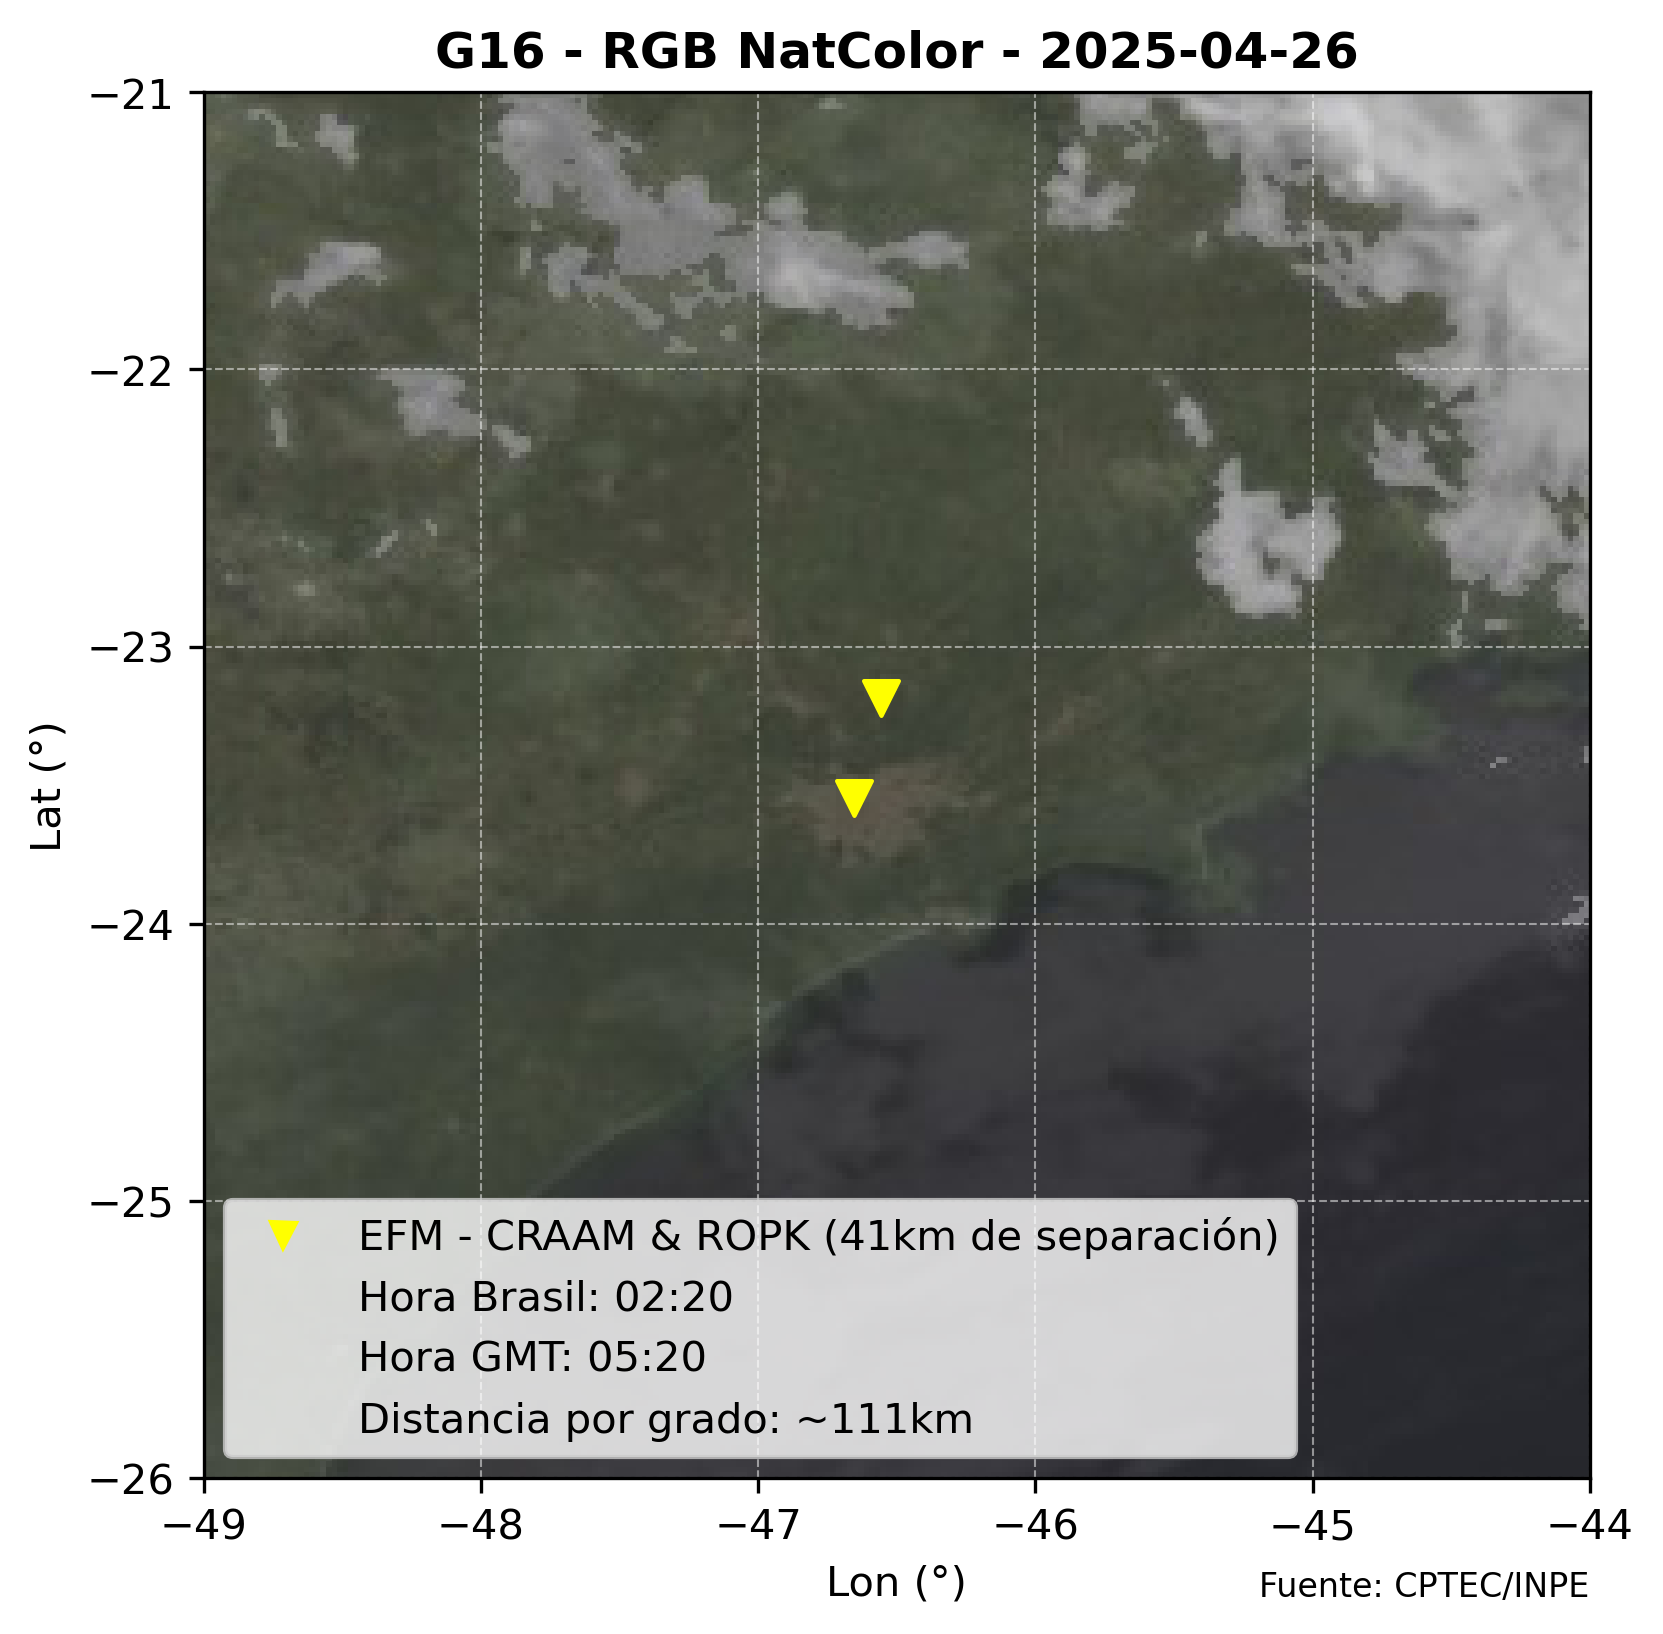 G16 - RGB NatColor - 2025-04-26
−21
−22
−23
−24
−25
−26
Lat (°)
EFM - CRAAM & ROPK (41km de separación)
Hora Brasil: 02:20
Hora GMT: 05:20
Distancia por grado: ~111km
−49 −48 −47 −46 −45 −44
Lon (°)
Fuente: CPTEC/INPE